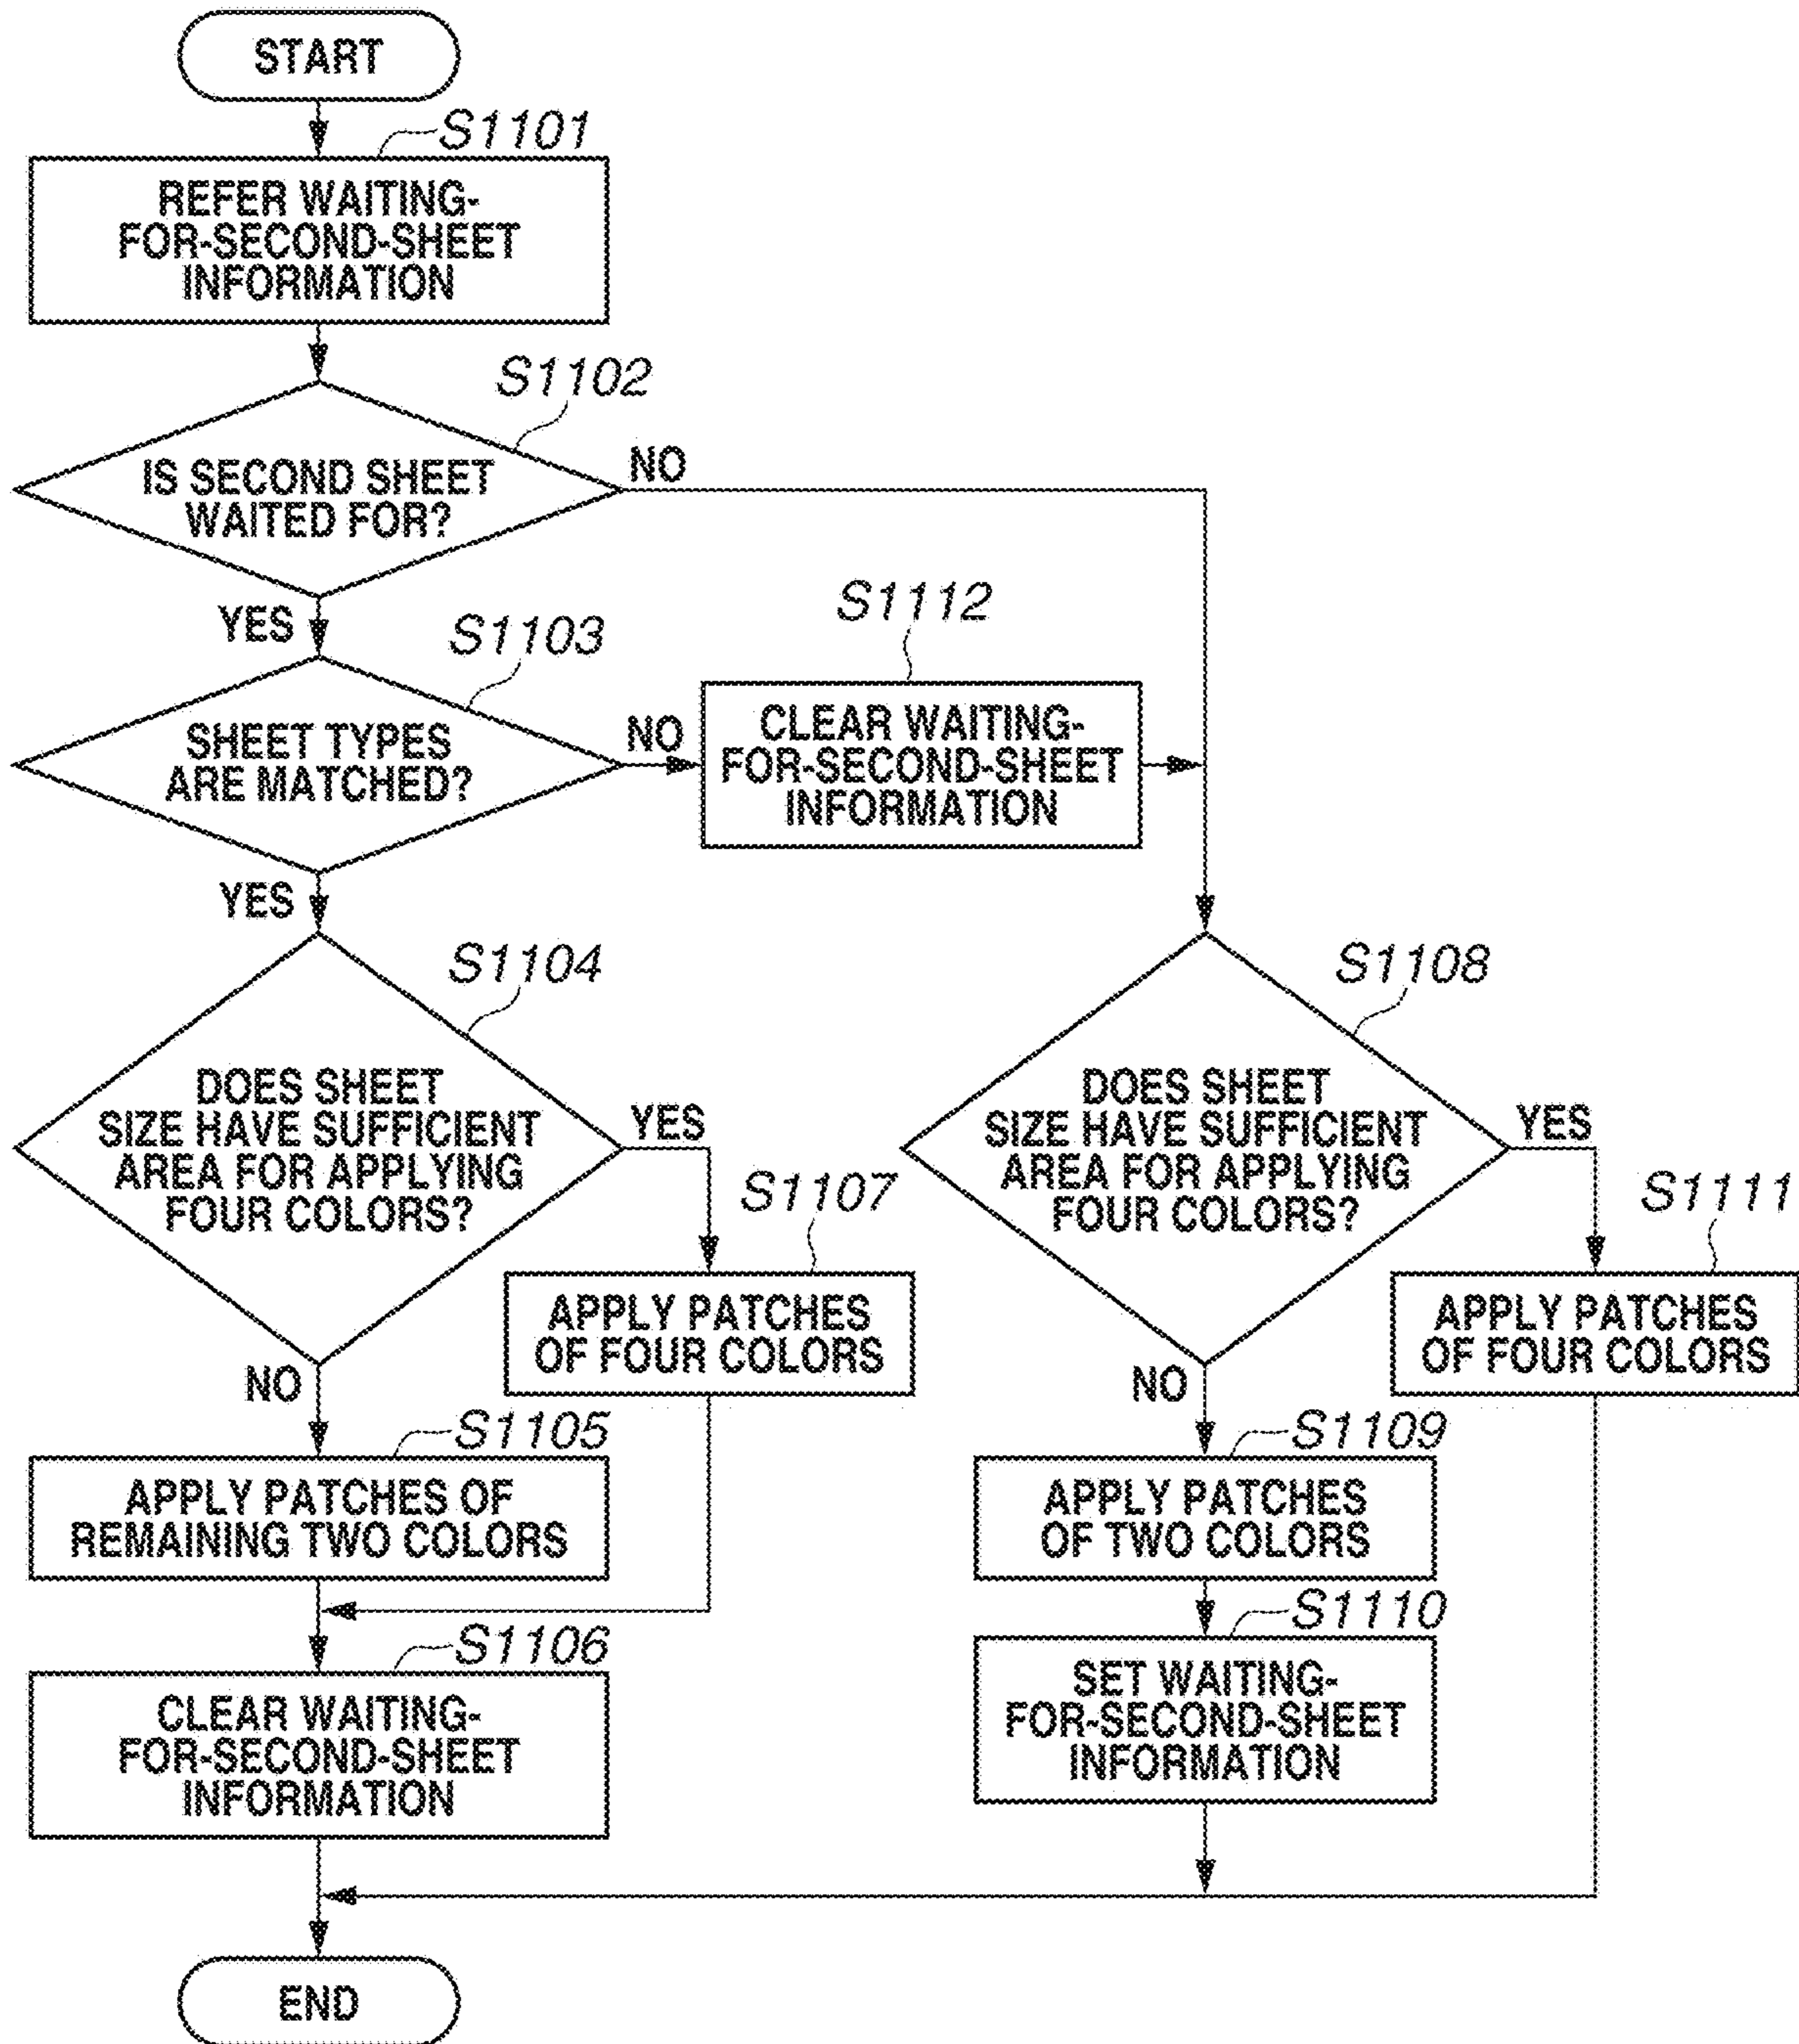 START
S1101
REFER WAITING-
FOR-SECOND-SHEET
INFORMATION
S1102
IS SECOND SHEET
WAITED FOR?
NO
YES
S1103
SHEET TYPES
ARE MATCHED?
NO
S1112
CLEAR WAITING-
FOR-SECOND-SHEET
INFORMATION
YES
S1104
DOES SHEET
SIZE HAVE SUFFICIENT
AREA FOR APPLYING
FOUR COLORS?
YES
S1107
APPLY PATCHES
OF FOUR COLORS
NO
S1105
APPLY PATCHES OF
REMAINING TWO COLORS
S1106
CLEAR WAITING-
FOR-SECOND-SHEET
INFORMATION
S1108
DOES SHEET
SIZE HAVE SUFFICIENT
AREA FOR APPLYING
FOUR COLORS?
YES
S1111
APPLY PATCHES
OF FOUR COLORS
NO
S1109
APPLY PATCHES
OF TWO COLORS
S1110
SET WAITING-
FOR-SECOND-SHEET
INFORMATION
END